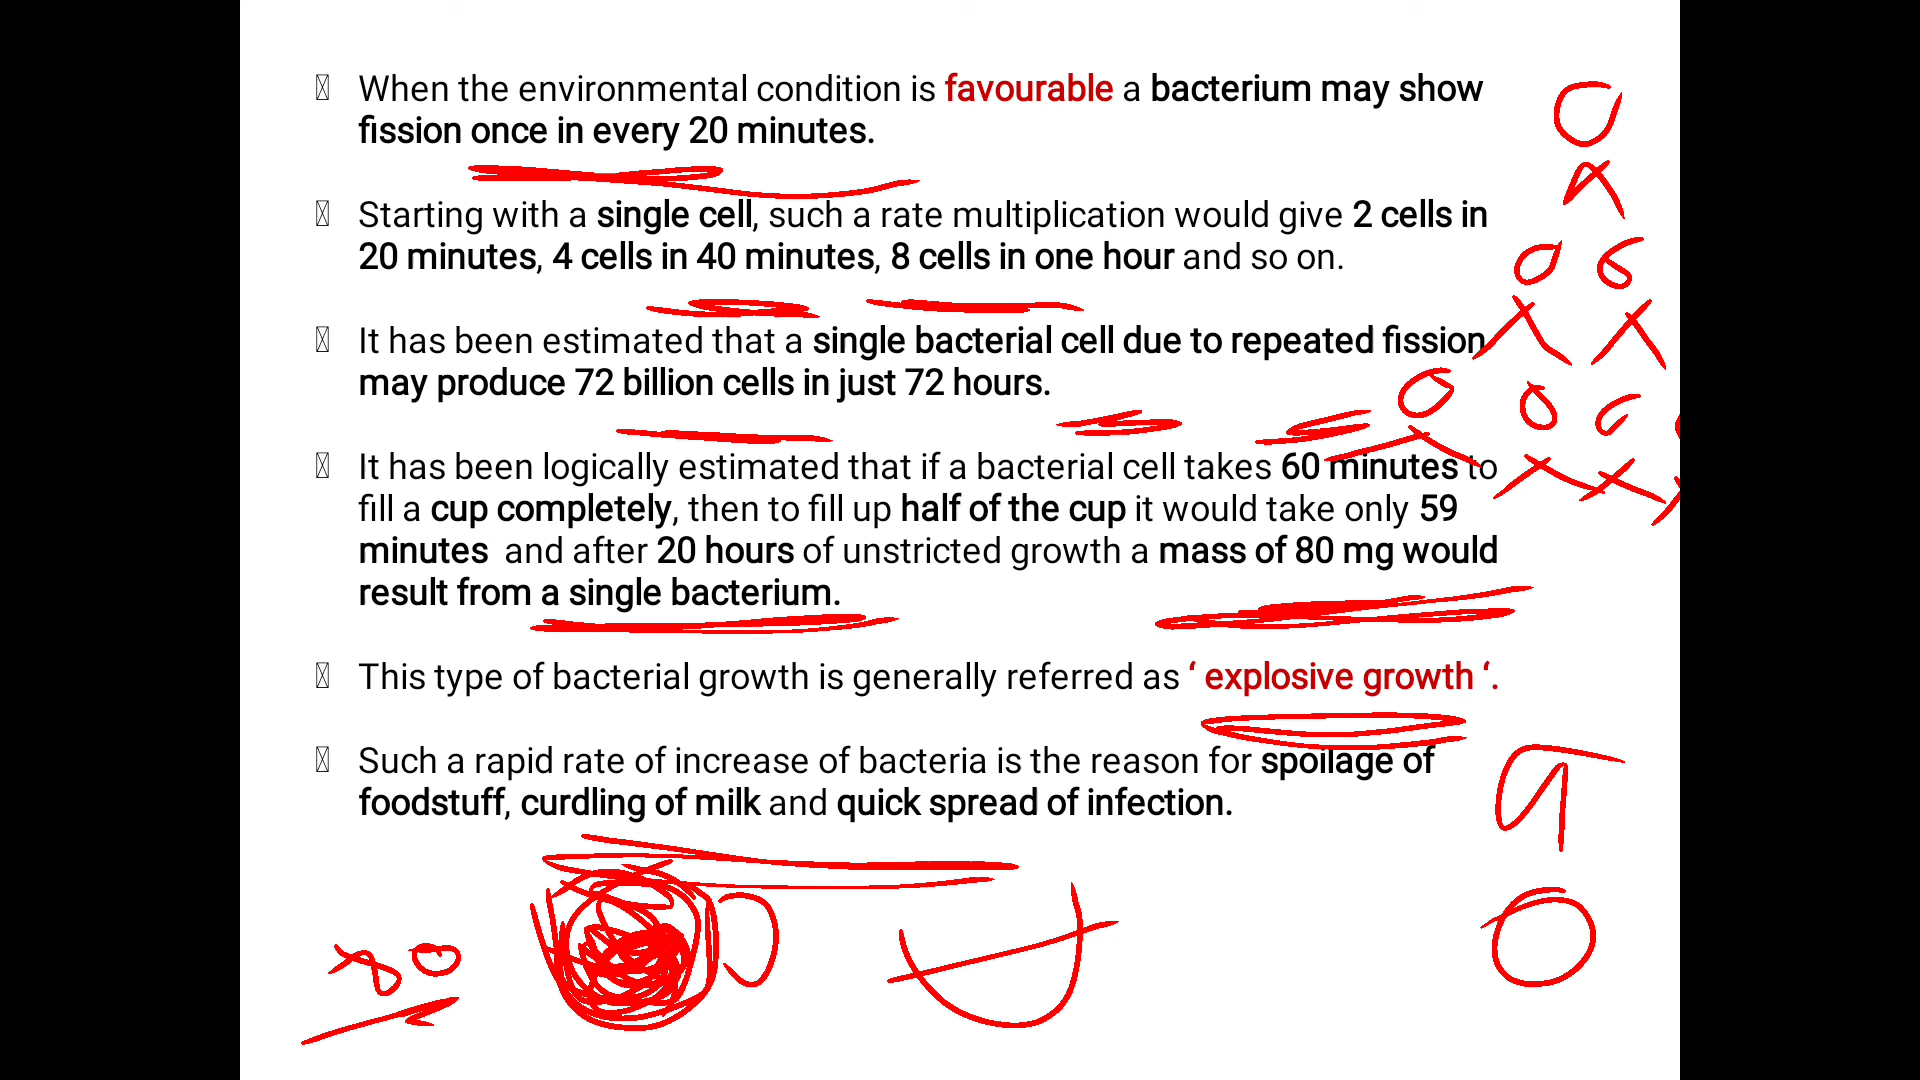 When the environmental condition is favourable a bacterium may show
fission once in every 20 minutes.
Starting with a single cell, such a rate multiplication would give 2 cells in
20 minutes, 4 cells in 40 minutes, 8 cells in one hour and so on.
It has been estimated that a single bacterial cell due to repeated fission
may produce 72 billion cells in just 72 hours.
It has been logically estimated that if a bacterial cell takes 60 minutes to
fill a cup completely, then to fill up half of the cup it would take only 59
minutes and after 20 hours of unstricted growth a mass of 80 mg would
result from a single bacterium.
This type of bacterial growth is generally referred as ‘ explosive growth ‘.
Such a rapid rate of increase of bacteria is the reason for spoilage of
foodstuff, curdling of milk and quick spread of infection.
80